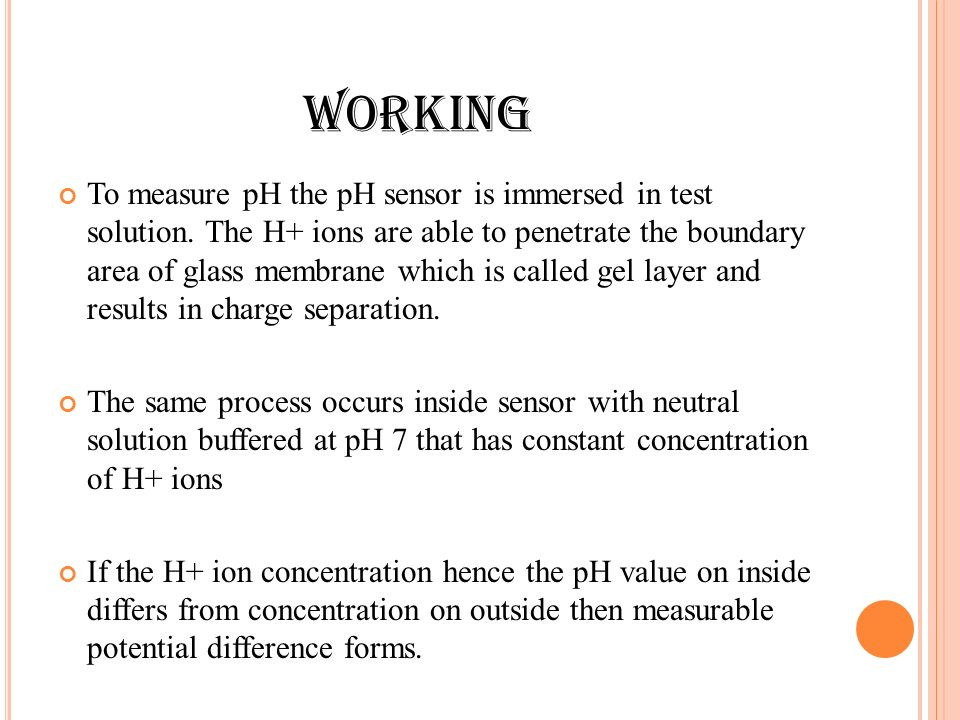 WORKING
To measure pH the pH sensor is immersed in test
solution. The H+ ions are able to penetrate the boundary
area of glass membrane which is called gel layer and
results in charge separation.
The same process occurs inside sensor with neutral
solution buffered at pH 7 that has constant concentration
of H+ ions
If the H+ ion concentration hence the pH value on inside
differs from concentration on outside then measurable
potential difference forms.